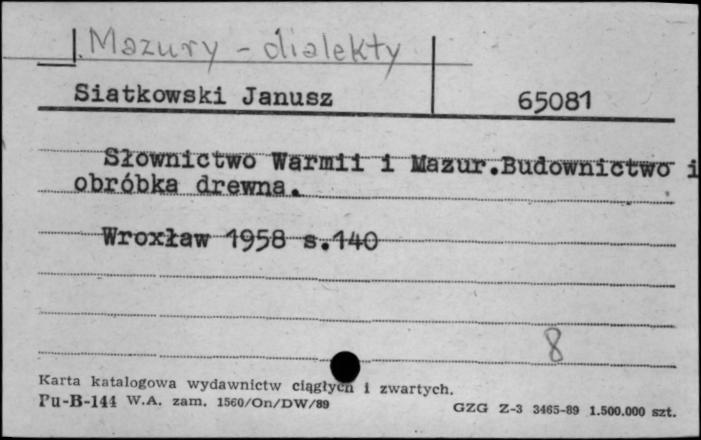 Mazury - dialekty
Siatkowski Janusz
65081
Słownictwo Warmii i Mazur.Budownictwo i
obróbka drewna.
Wroxław 1958 s.140
8
Karta katalogowa wydawnictw ciągłych i zwartych.
Pu-B-144 W.A. zam. 1560/On/DW/89
GZG Z-3 3465-89 1.500.000 szt.